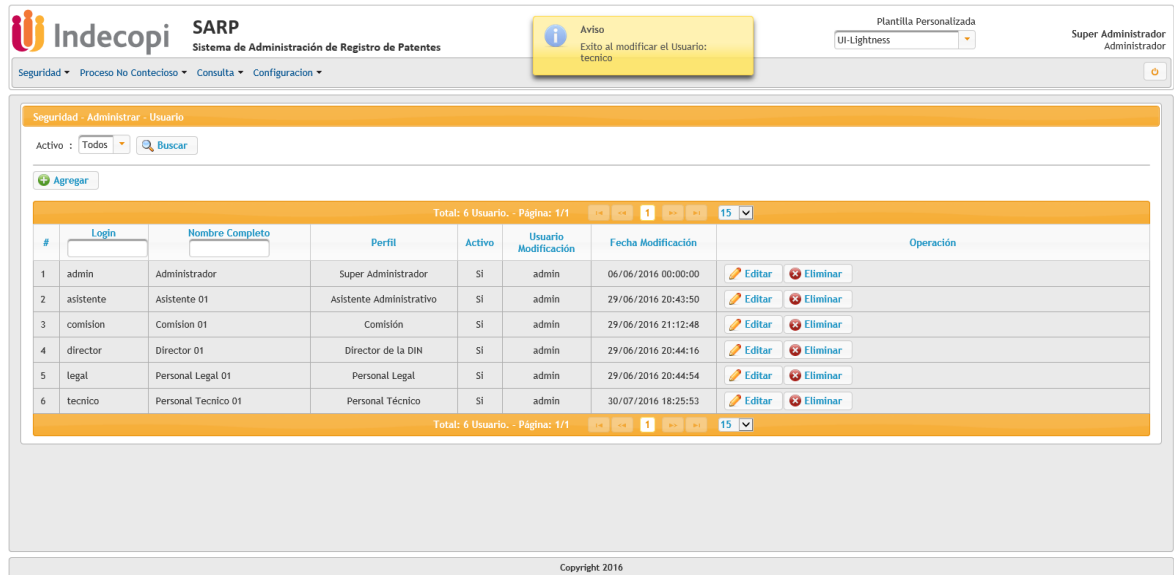 Indecopi
SARP
Sistema de Administración de Registro de Patentes
Aviso
Exito al modificar el Usuario:
tecnico
Plantilla Personalizada
UI-Lightness
Super Administrador
Administrador
Seguridad Proceso No Contecioso Consulta Configuracion
Seguridad - Administrar - Usuario
Activo : Todos Buscar
Agregar
Total: 6 Usuario. - Página: 1/1 1 15
# Login Nombre Completo Perfil Activo Usuario Modificación Fecha Modificación Operación
1 admin Administrador Super Administrador Si admin 06/06/2016 00:00:00 Editar Eliminar
2 asistente Asistente 01 Asistente Administrativo Si admin 29/06/2016 20:43:50 Editar Eliminar
3 comision Comision 01 Comisión Si admin 29/06/2016 21:12:48 Editar Eliminar
4 director Director 01 Director de la DIN Si admin 29/06/2016 20:44:16 Editar Eliminar
5 legal Personal Legal 01 Personal Legal Si admin 29/06/2016 20:44:54 Editar Eliminar
6 tecnico Personal Tecnico 01 Personal Técnico Si admin 30/07/2016 18:25:53 Editar Eliminar
Total: 6 Usuario. - Página: 1/1 1 15
Copyright 2016